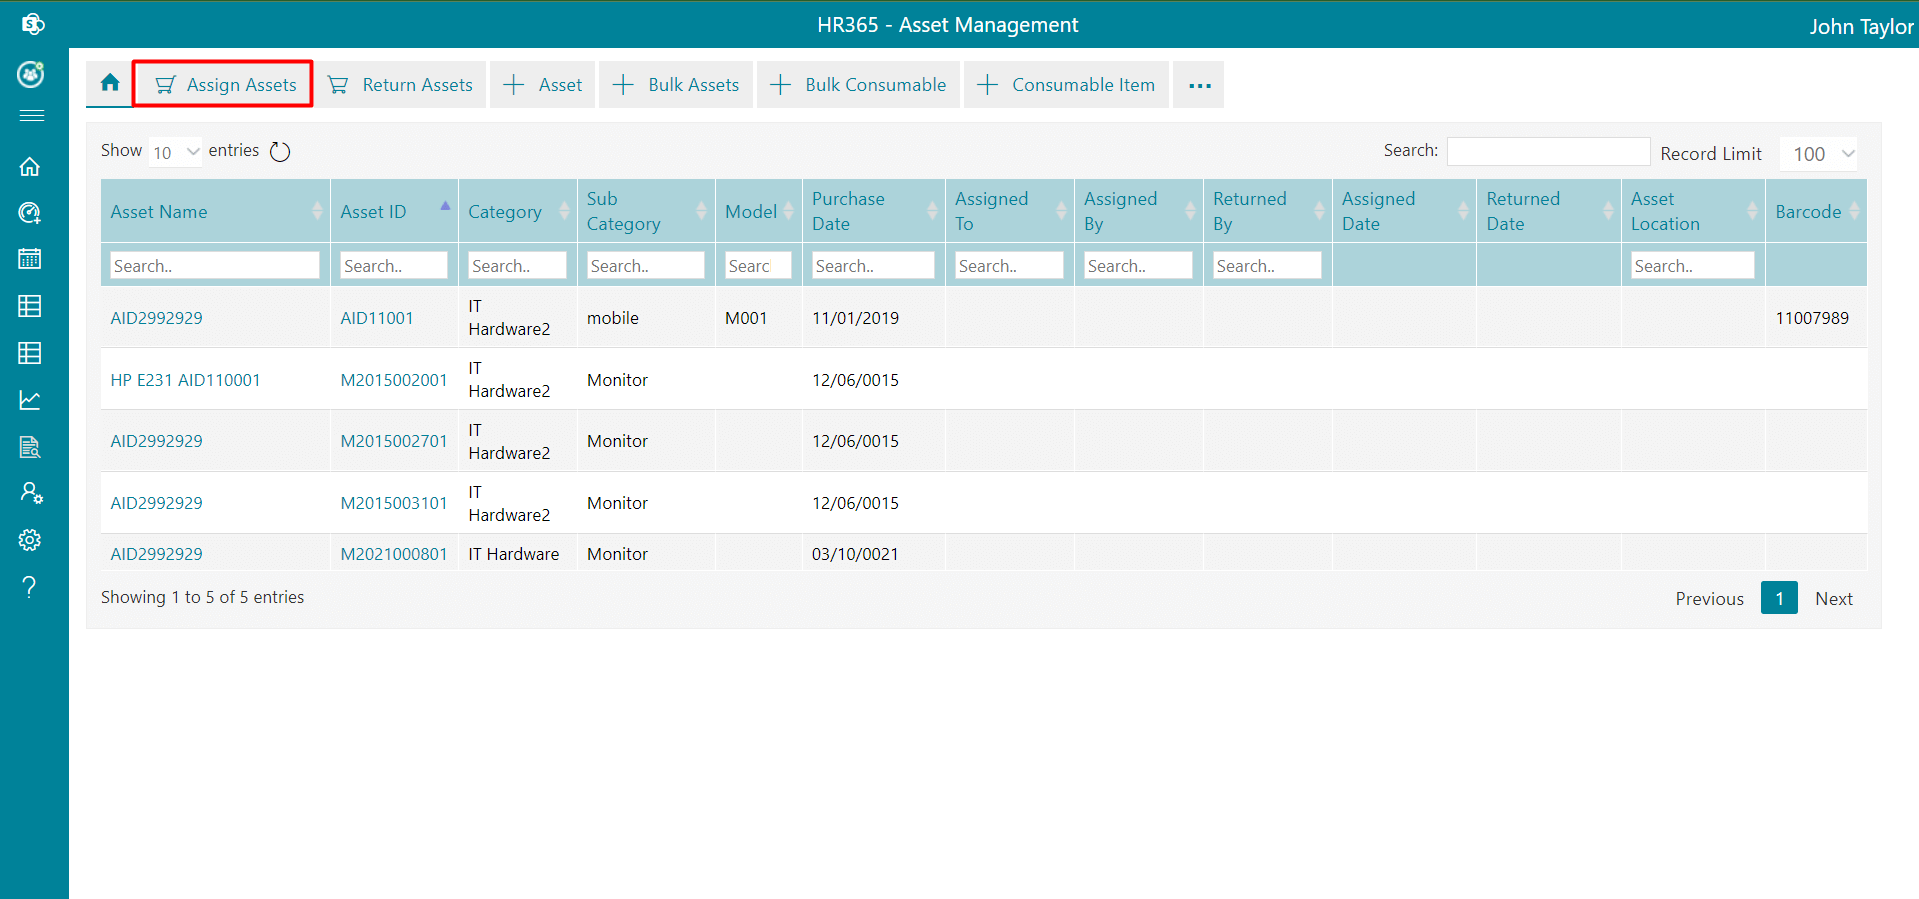 HR365 - Asset Management
John Taylor
Assign Assets Return Assets Asset Bulk Assets Bulk Consumable Consumable Item ...
Show 10 entries Search: Record Limit 100
Asset Name Asset ID Category Sub Category Model Purchase Date Assigned To Assigned By Returned By Assigned Date Returned Date Asset Location Barcode
Search.. Search.. Search.. Search.. Searc Search.. Search.. Search.. Search.. Search..
AID2992929 AID11001 IT Hardware2 mobile M001 11/01/2019 11007989
HP E231 AID110001 M2015002001 IT Hardware2 Monitor 12/06/0015
AID2992929 M2015002701 IT Hardware2 Monitor 12/06/0015
AID2992929 M2015003101 IT Hardware2 Monitor 12/06/0015
AID2992929 M2021000801 IT Hardware Monitor 03/10/0021
Showing 1 to 5 of 5 entries Previous 1 Next